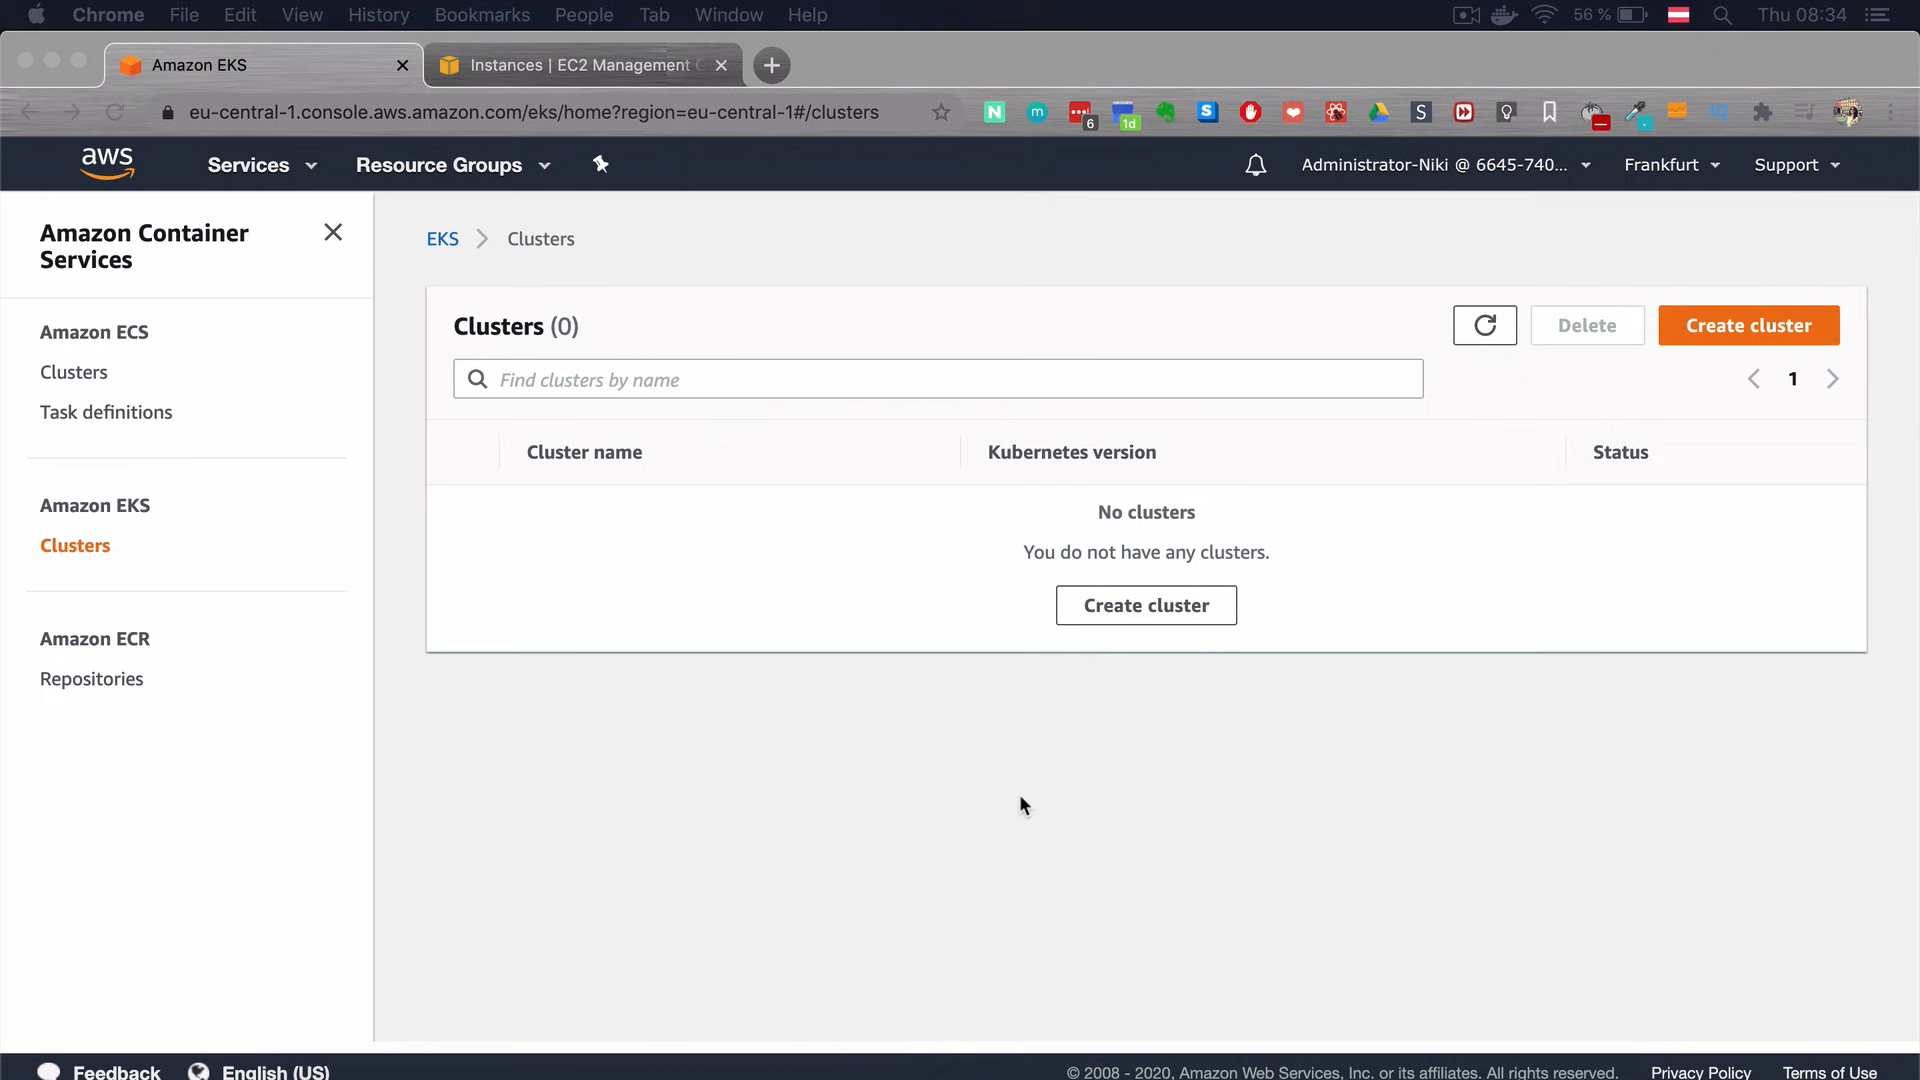 Chrome File Edit View History Bookmarks People Tab Window Help 56 % Thu 08:34
Amazon EKS Instances | EC2 Management
eu-central-1.console.aws.amazon.com/eks/home?region=eu-central-1#/clusters N m 6 1d S S
aws Services Resource Groups Administrator-Niki @ 6645-740... Frankfurt Support
Amazon Container
Services
Amazon ECS
Clusters
Task definitions
Amazon EKS
Clusters
Amazon ECR
Repositories
EKS Clusters
Clusters (0) Delete Create cluster
Find clusters by name 1
Cluster name Kubernetes version Status
No clusters
You do not have any clusters.
Create cluster
Feedback English (US) © 2008 - 2020, Amazon Web Services, Inc. or its affiliates. All rights reserved. Privacy Policy Terms of Use